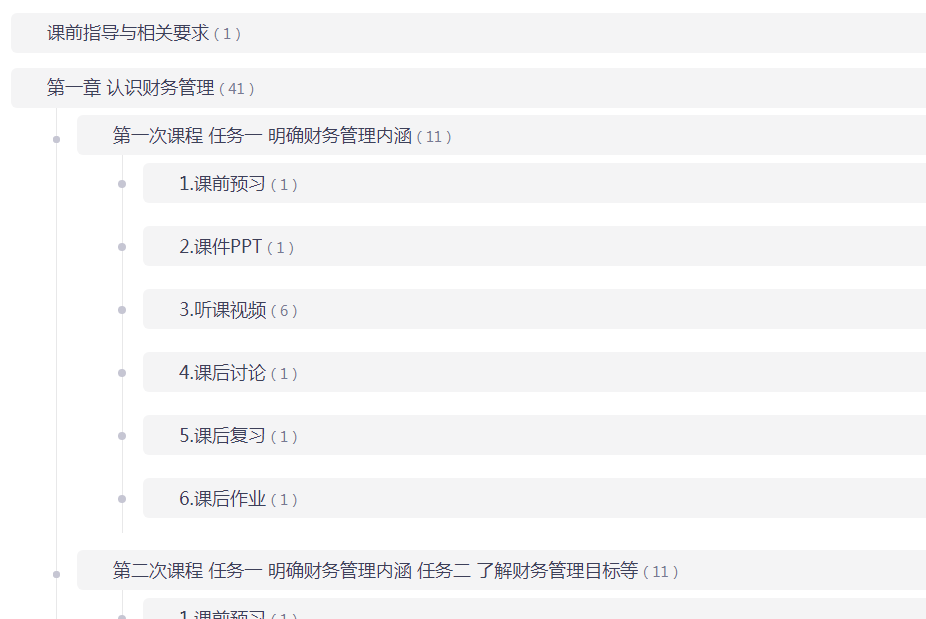 课前指导与相关要求 ( 1 )
第一章 认识财务管理 ( 41 )
第一次课程 任务一 明确财务管理内涵 ( 11 )
1.课前预习 ( 1 )
2.课件PPT ( 1 )
3.听课视频 ( 6 )
4.课后讨论 ( 1 )
5.课后复习 ( 1 )
6.课后作业 ( 1 )
第二次课程 任务一 明确财务管理内涵 任务二 了解财务管理目标等 ( 11 )
1.课前预习 ( 1 )